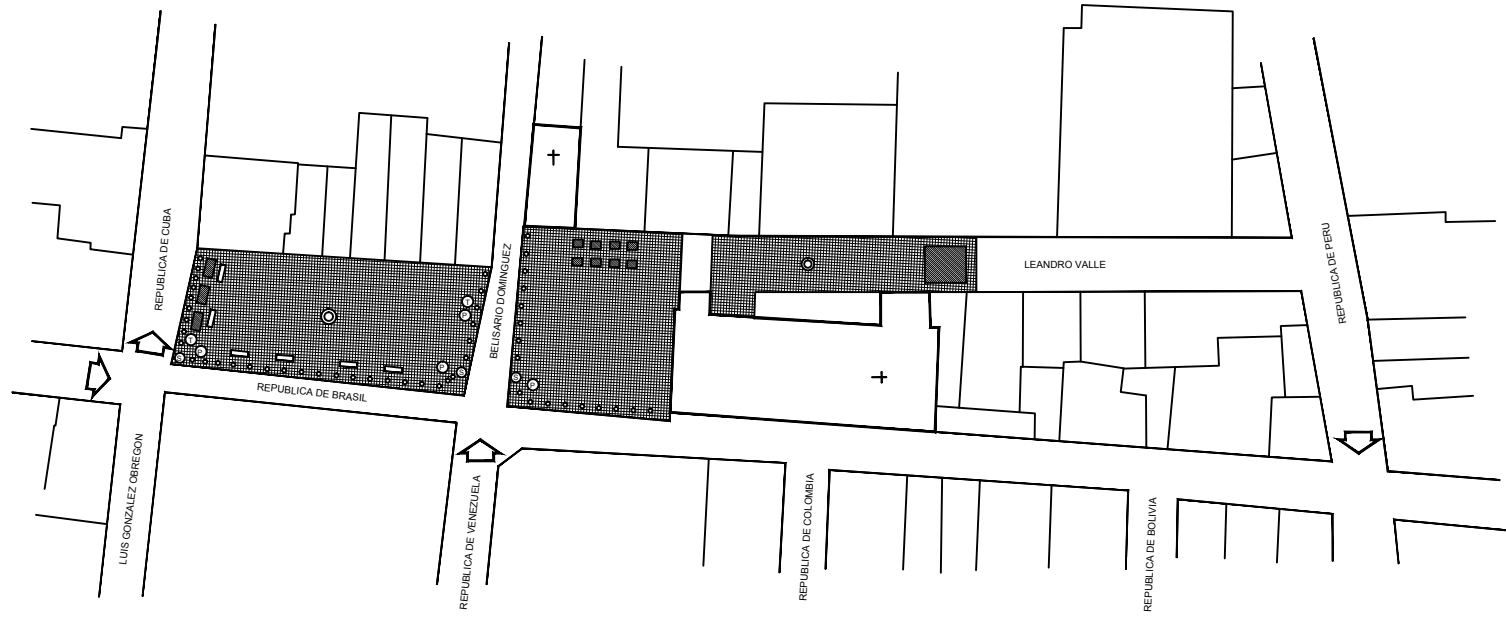 REPUBLICA DE CUBA
BELISARIO DOMINGUEZ
LEANDRO VALLE
REPUBLICA DE PERU
REPUBLICA DE BRASIL
LUIS GONZALEZ OBREGON
REPUBLICA DE VENEZUELA
REPUBLICA DE COLOMBIA
REPUBLICA DE BOLIVIA